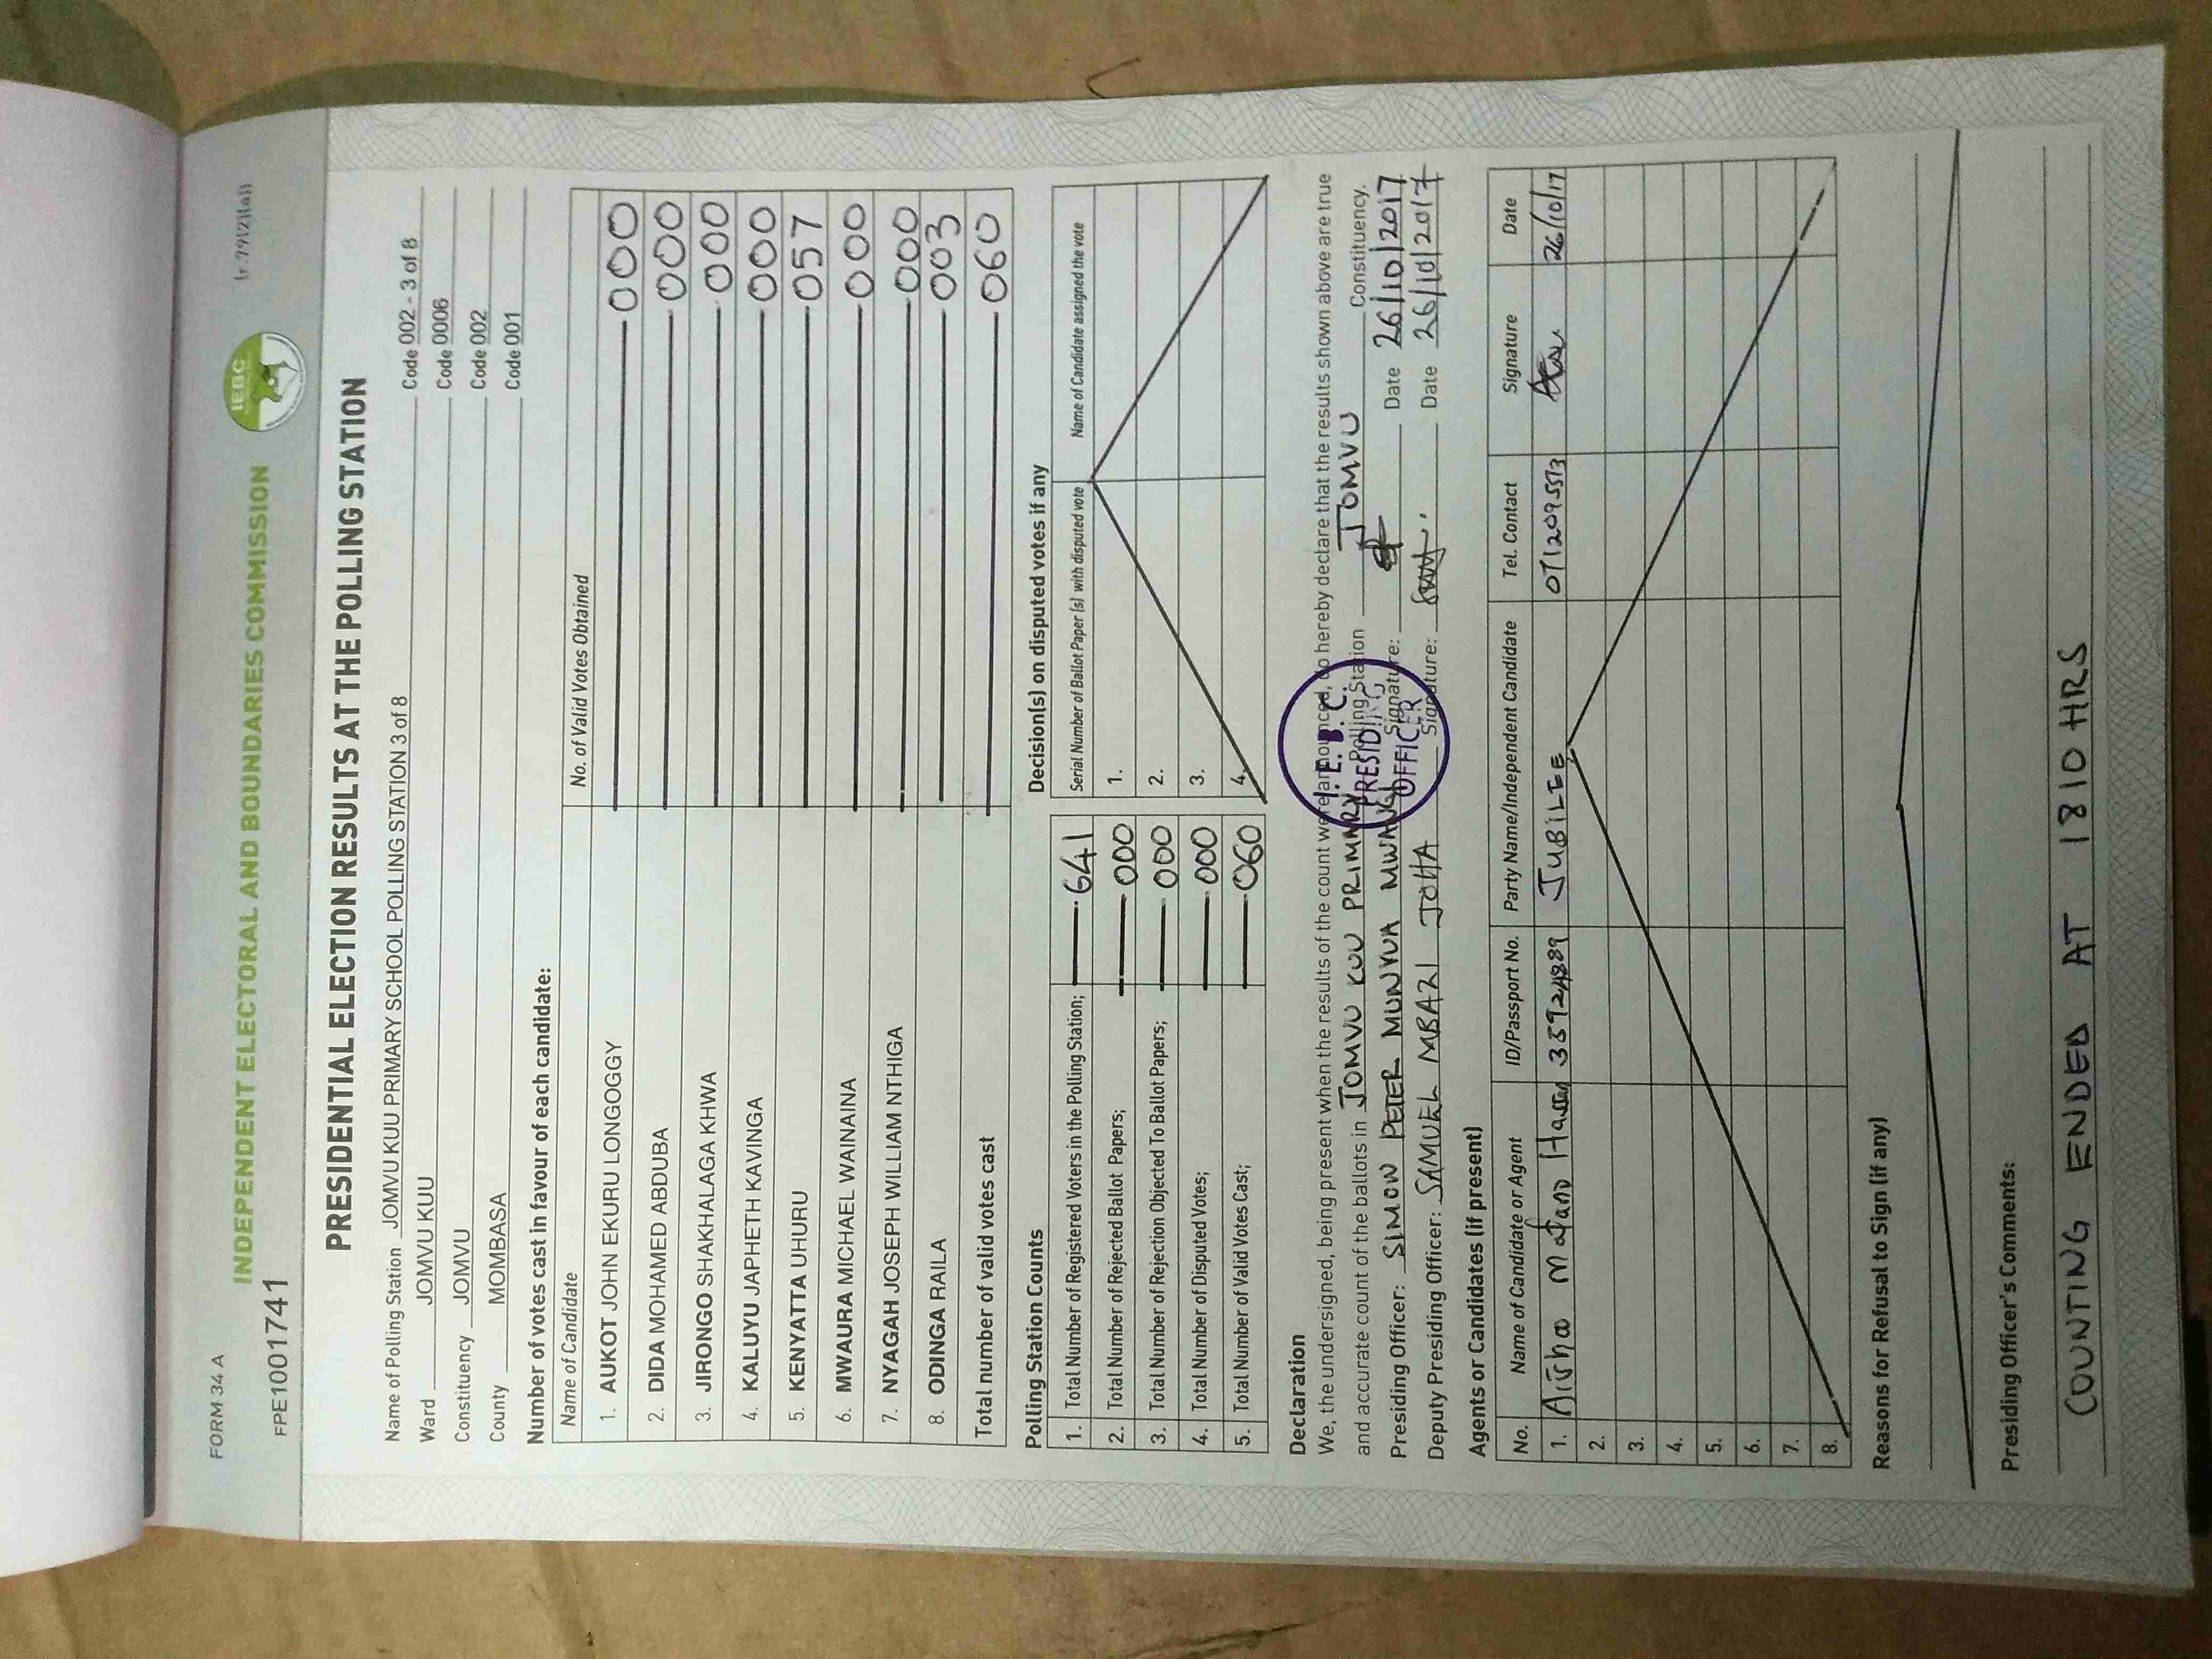 FORM 34 A
INDEPENDENT ELECTORAL AND BOUNDARIES COMMISSION
IEBC
FPE1001741
PRESIDENTIAL ELECTION RESULTS AT THE POLLING STATION
Name of Polling Station JOMVU KUU PRIMARY SCHOOL POLLING STATION 3 of 8 Code 002 - 3 of 8
Ward JOMVU KUU Code 0006
Constituency JOMVU Code 002
County MOMBASA Code 001
Number of votes cast in favour of each candidate:
Name of Candidate No. of Valid Votes Obtained
1. AUKOT JOHN EKURU LONGOGGY 000
2. DIDA MOHAMED ABDUBA 000
3. JIRONGO SHAKHALAGA KHWA 000
4. KALUYU JAPHETH KAVINGA 000
5. KENYATTA UHURU 057
6. MWAURA MICHAEL WAINAINA 000
7. NYAGAH JOSEPH WILLIAM NTHIGA 000
8. ODINGA RAILA 003
Total number of valid votes cast 060
Polling Station Counts
1. Total Number of Registered Voters in the Polling Station; 641
2. Total Number of Rejected Ballot Papers; 000
3. Total Number of Rejection Objected To Ballot Papers; 000
4. Total Number of Disputed Votes; 000
5. Total Number of Valid Votes Cast; 060
Decision(s) on disputed votes if any
Serial Number of Ballot Paper (s) with disputed vote Name of Candidate assigned the vote
1.
2.
3.
4.
Declaration
We, the undersigned, being present when the results of the count were announced, do hereby declare that the results shown above are true
and accurate count of the ballots in JOMVU KUU PRIMARY Polling Station JOMVU Constituency.
Presiding Officer: SIMON PETER MUNYUA MWANGI Signature: Date 26/10/2017
Deputy Presiding Officer: SAMUEL MBAZI JOHA Signature: Date 26/10/2017
I.E.B.C.
PRESIDING
OFFICER
Agents or Candidates (if present)
No. Name of Candidate or Agent ID/Passport No. Party Name/Independent Candidate Tel. Contact Signature Date
1. Aisha Hassan JUBILEE 0712095573 26/10/17
2.
3.
4.
5.
6.
7.
8.
Reasons for Refusal to Sign (if any)
Presiding Officer's Comments:
COUNTING ENDED AT 1810 HRS